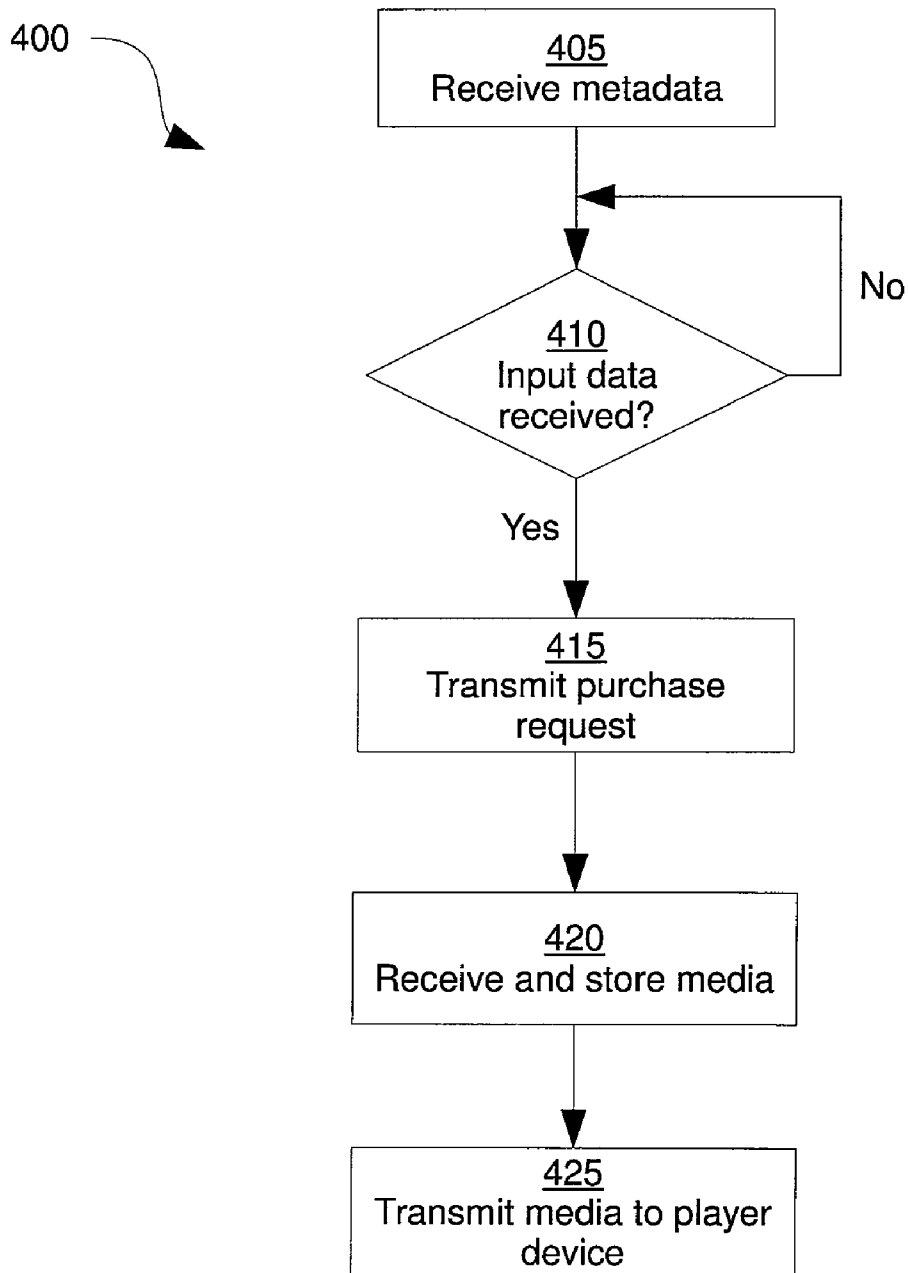 400
405
Receive metadata
No
410
Input data
received?
Yes
415
Transmit purchase
request
420
Receive and store media
425
Transmit media to player
device